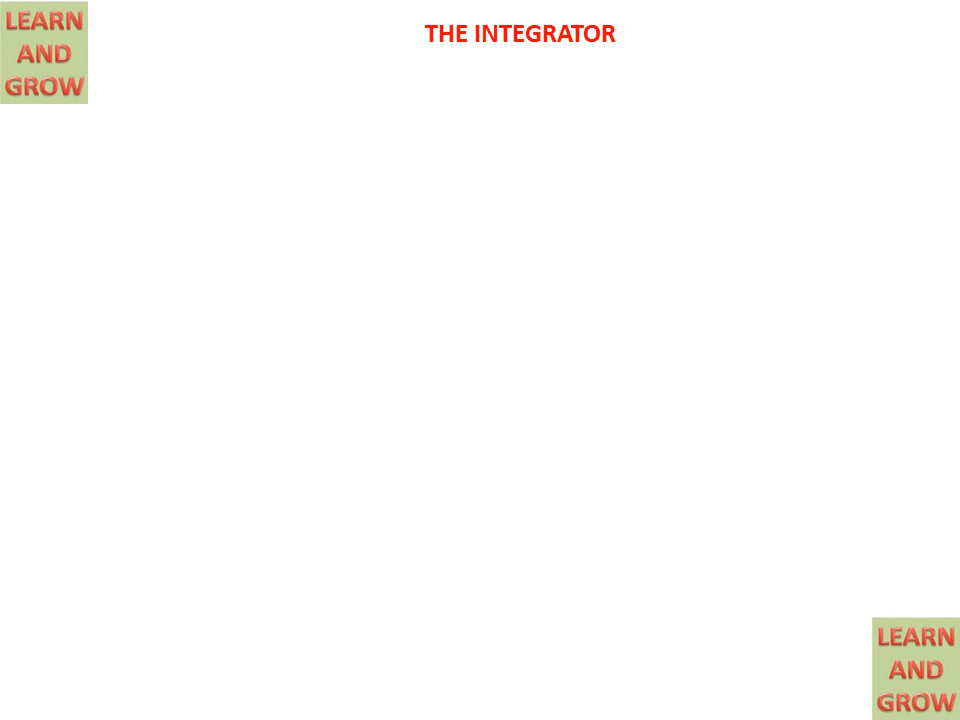 LEARN
AND
GROW
THE INTEGRATOR
LEARN
AND
GROW